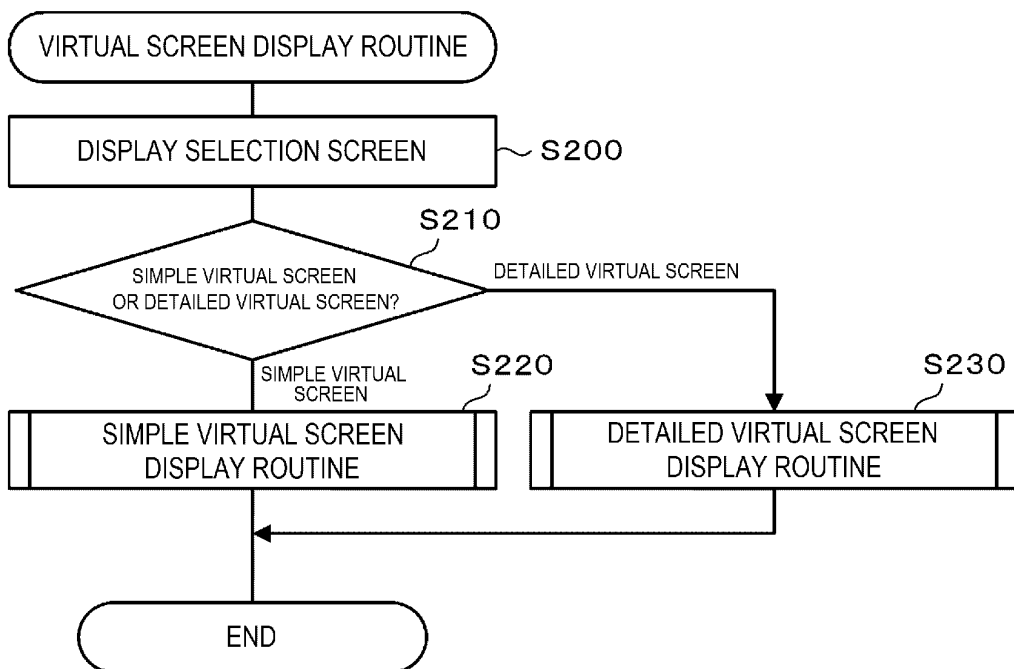 VIRTUAL SCREEN DISPLAY ROUTINE
DISPLAY SELECTION SCREEN
S200
S210
SIMPLE VIRTUAL SCREEN
OR DETAILED VIRTUAL SCREEN?
DETAILED VIRTUAL SCREEN
SIMPLE VIRTUAL
SCREEN
S220
S230
SIMPLE VIRTUAL SCREEN
DISPLAY ROUTINE
DETAILED VIRTUAL SCREEN
DISPLAY ROUTINE
END